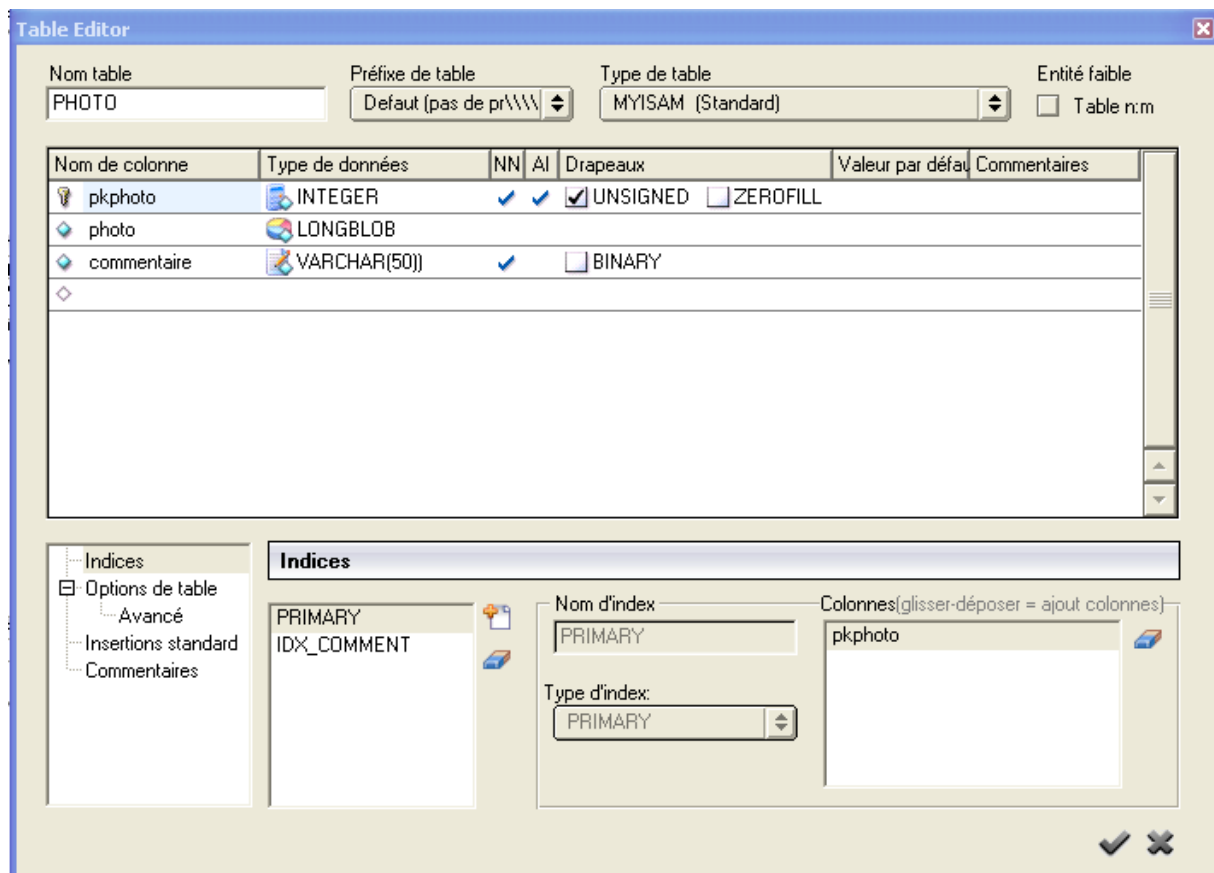 Table Editor
Nom table Préfixe de table Type de table Entité faible
PHOTO Defaut (pas de pr\\\\ MYISAM (Standard) Table n:m
Nom de colonne Type de données NN AI Drapeaux Valeur par défau Commentaires
pkphoto INTEGER UNSIGNED ZEROFILL
photo LONGBLOB
commentaire VARCHAR(50)) BINARY
Indices
Options de table
Avancé
Insertions standard
Commentaires
Indices
PRIMARY
IDX_COMMENT
Nom d'index
PRIMARY
Type d'index:
PRIMARY
Colonnes(glisser-déposer = ajout colonnes)
pkphoto